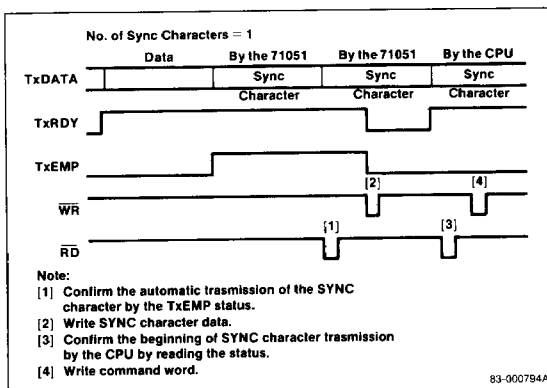 No. of Sync Characters = 1
Data By the 71051 By the 71051 By the CPU
TxDATA Sync Sync Sync
Character Character Character
TxRDY
TxEMP
[2] [4]
WR
[1] [3]
RD
Note:
[1] Confirm the automatic trasmission of the SYNC
character by the TxEMP status.
[2] Write SYNC character data.
[3] Confirm the beginning of SYNC character trasmission
by the CPU by reading the status.
[4] Write command word.
83-000794A